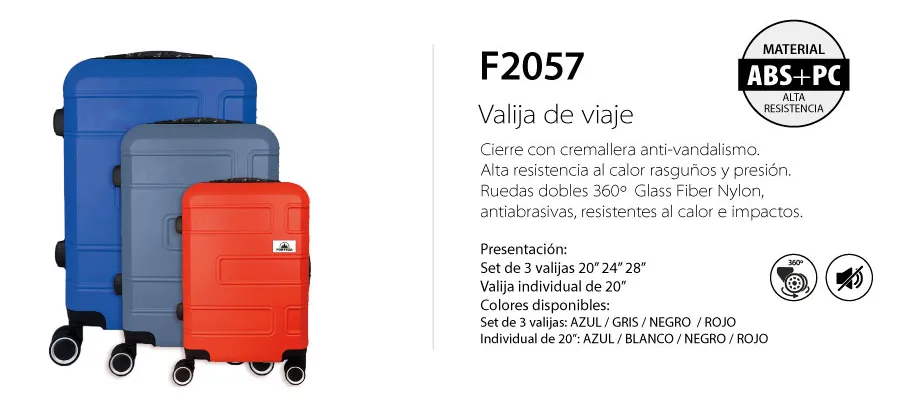 F2057
MATERIAL
ABS+PC
ALTA
RESISTENCIA
Valija de viaje
Cierre con cremallera anti-vandalismo.
Alta resistencia al calor rasguños y presión.
Ruedas dobles 360º Glass Fiber Nylon,
antiabrasivas, resistentes al calor e impactos.
Presentación:
Set de 3 valijas 20” 24” 28”
Valija individual de 20”
Colores disponibles:
Set de 3 valijas: AZUL / GRIS / NEGRO / ROJO
Individual de 20”: AZUL / BLANCO / NEGRO / ROJO
360º